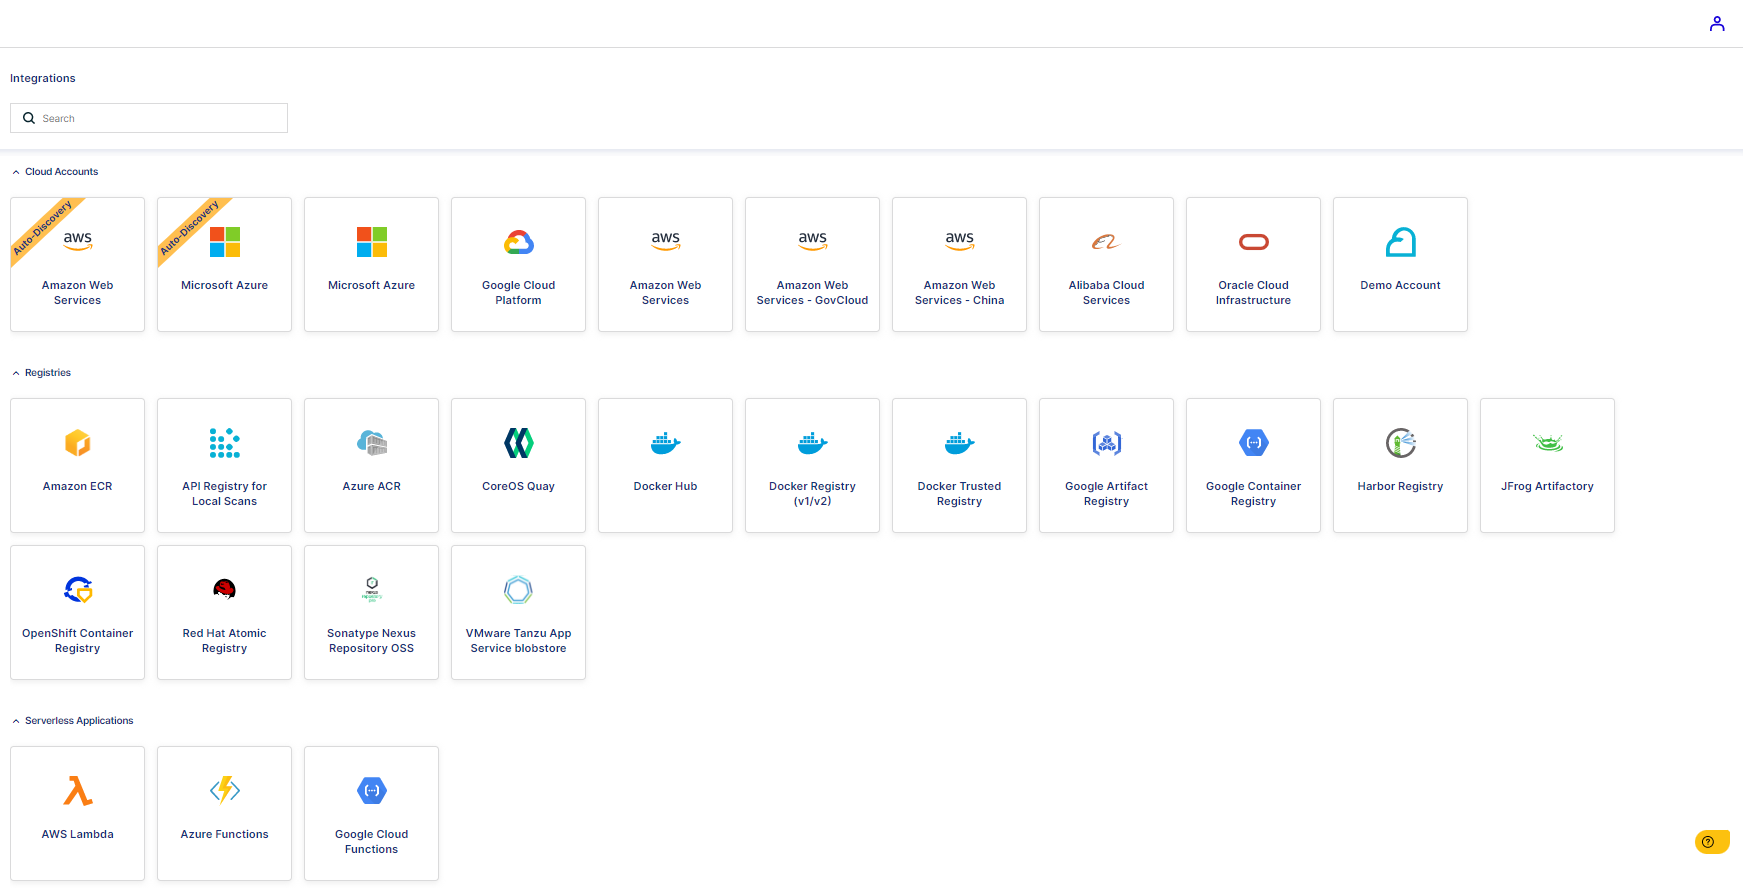 Integrations
Search
Cloud Accounts
Auto-Discovery
aws
Amazon Web
Services
Auto-Discovery
Microsoft Azure
Microsoft Azure
Google Cloud
Platform
aws
Amazon Web
Services
aws
Amazon Web
Services - GovCloud
aws
Amazon Web
Services - China
Alibaba Cloud
Services
Oracle Cloud
Infrastructure
Demo Account
Registries
Amazon ECR
API Registry for
Local Scans
Azure ACR
CoreOS Quay
Docker Hub
Docker Registry
(v1/v2)
Docker Trusted
Registry
Google Artifact
Registry
Google Container
Registry
Harbor Registry
JFrog Artifactory
OpenShift Container
Registry
Red Hat Atomic
Registry
Sonatype Nexus
Repository OSS
VMware Tanzu App
Service blobstore
Serverless Applications
AWS Lambda
Azure Functions
Google Cloud
Functions